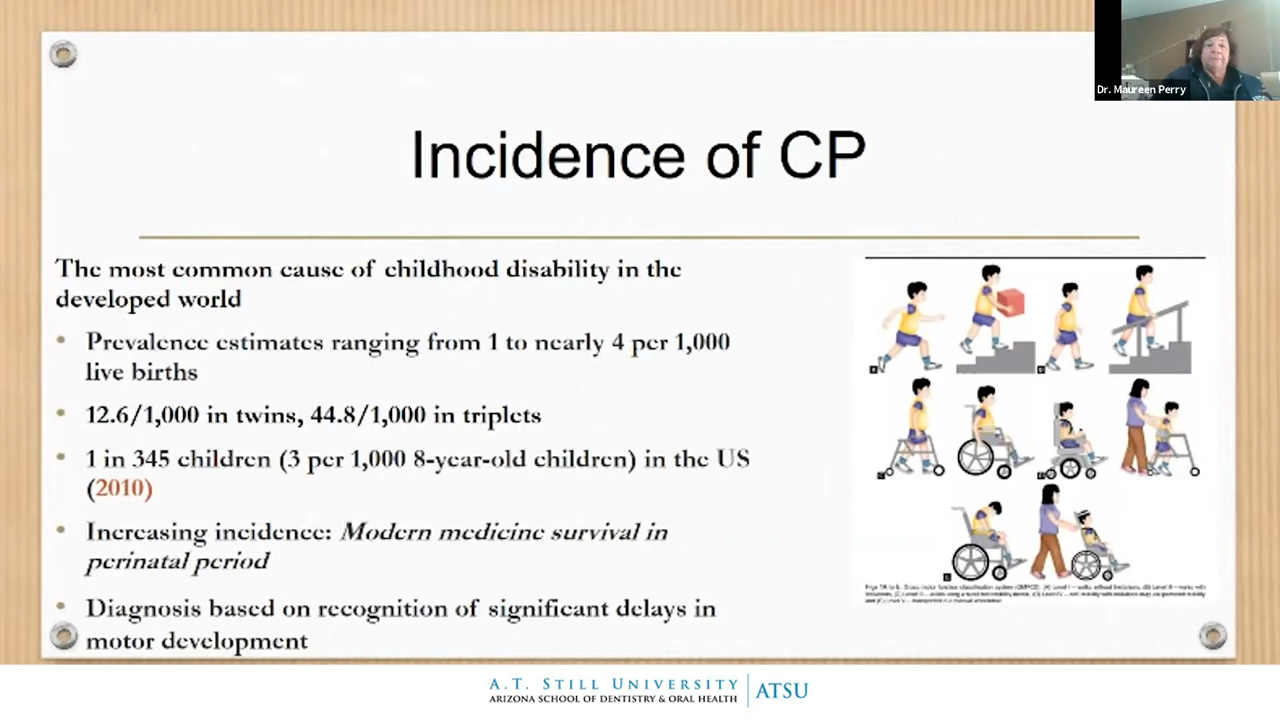 Dr. Maureen Perry
Incidence of CP
The most common cause of childhood disability in the
developed world
• Prevalence estimates ranging from 1 to nearly 4 per 1,000
live births
• 12.6/1,000 in twins, 44.8/1,000 in triplets
• 1 in 345 children (3 per 1,000 8-year-old children) in the US
(2010)
• Increasing incidence: Modern medicine survival in
perinatal period
• Diagnosis based on recognition of significant delays in
motor development
A.T. STILL UNIVERSITY
ARIZONA SCHOOL OF DENTISTRY & ORAL HEALTH
ATSU